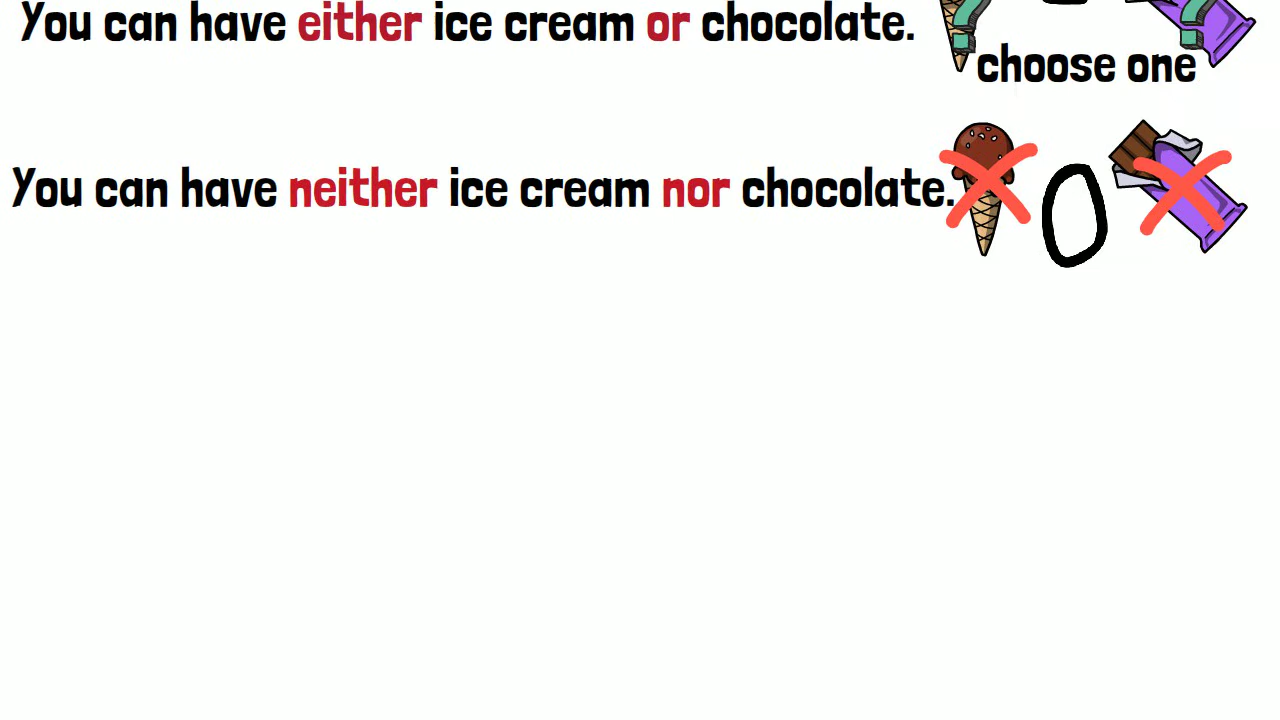 You can have either ice cream or chocolate.
choose one
You can have neither ice cream nor chocolate.
0